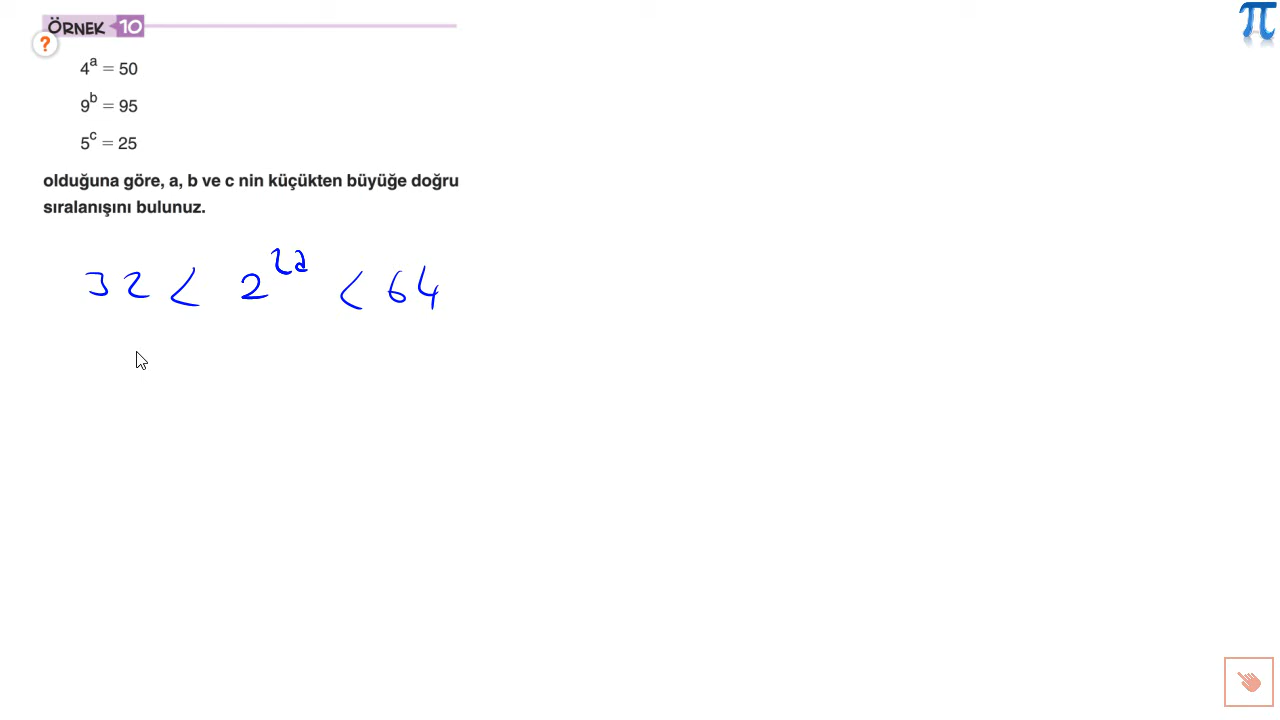 ÖRNEK 10
?
4^a = 50
9^b = 95
5^c = 25
olduğuna göre, a, b ve c nin küçükten büyüğe doğru
sıralanışını bulunuz.
32 < 2^2a < 64
π